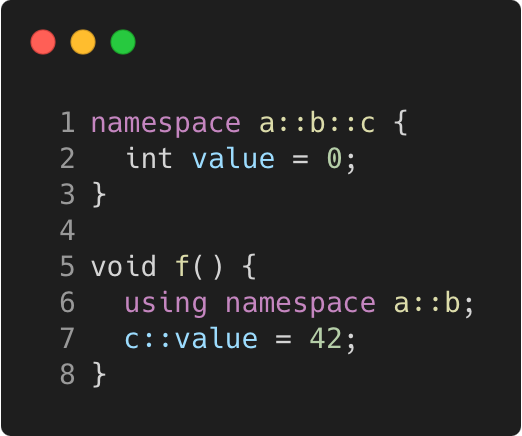 1 namespace a::b::c {
2   int value = 0;
3 }
4
5 void f() {
6   using namespace a::b;
7   c::value = 42;
8 }